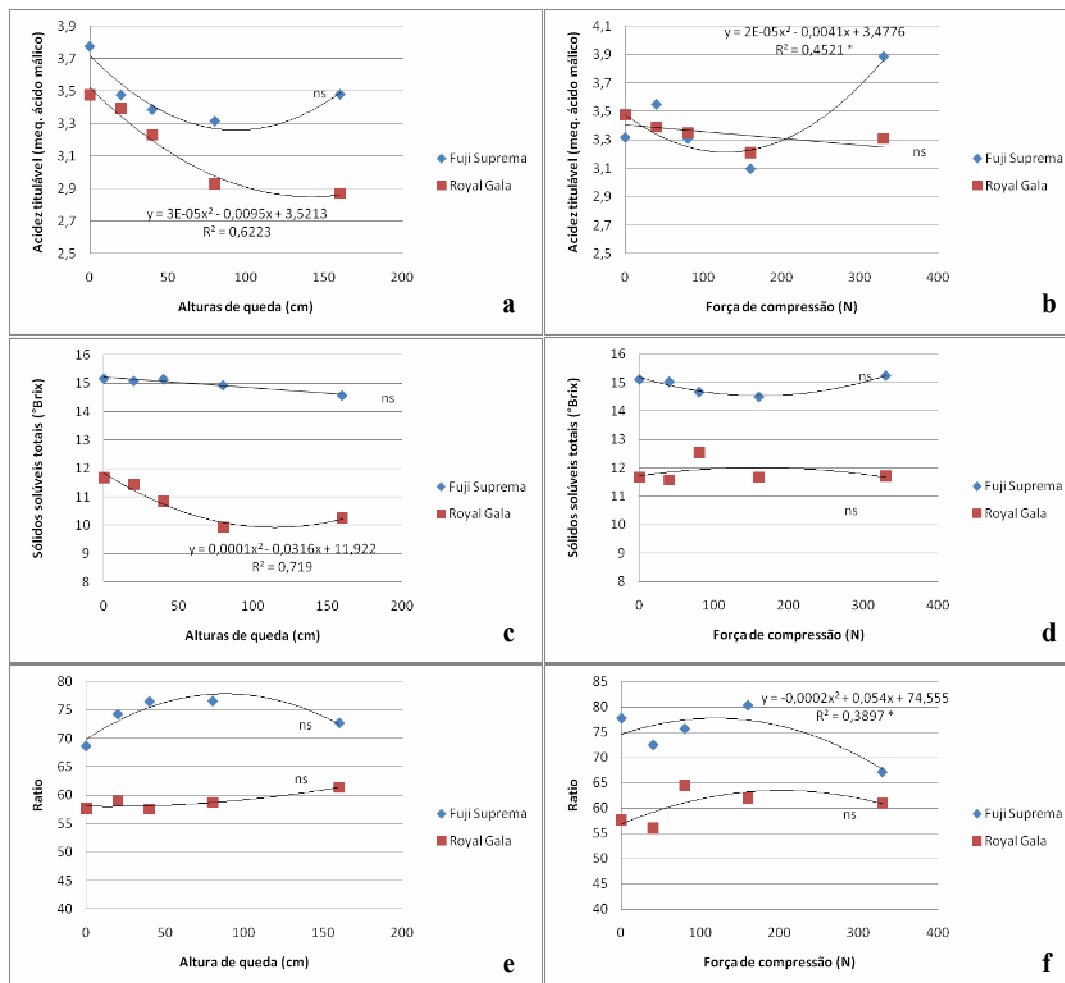 Acidez titulável (meq. ácido málico)
3,9
3,7
3,5
3,3
3,1
2,9
2,7
2,5
ns
y = 3E-05x² - 0,0095x + 3,5213
R² = 0,6223
0 50 100 150 200
Alturas de queda (cm)
Fuji Suprema
Royal Gala
a
Acidez titulável (meq. ácido málico)
4,1
3,9
3,7
3,5
3,3
3,1
2,9
2,7
2,5
y = 2E-05x² - 0,0041x + 3,4776
R² = 0,4521 *
ns
0 100 200 300 400
Força de compressão (N)
Fuji Suprema
Royal Gala
b
Sólidos solúveis totais (°Brix)
16
15
14
13
12
11
10
9
8
ns
y = 0,0001x² - 0,0316x + 11,922
R² = 0,719
0 50 100 150 200
Alturas de queda (cm)
Fuji Suprema
Royal Gala
c
Sólidos solúveis totais (°Brix)
16
15
14
13
12
11
10
9
8
ns
ns
0 100 200 300 400
Força de compressão (N)
Fuji Suprema
Royal Gala
d
Ratio
80
75
70
65
60
55
50
45
40
ns
ns
0 50 100 150 200
Altura de queda (cm)
Fuji Suprema
Royal Gala
e
Ratio
85
80
75
70
65
60
55
50
45
40
y = -0,0002x² + 0,054x + 74,555
R² = 0,3897 *
ns
0 100 200 300 400
Força de compressão (N)
Fuji Suprema
Royal Gala
f